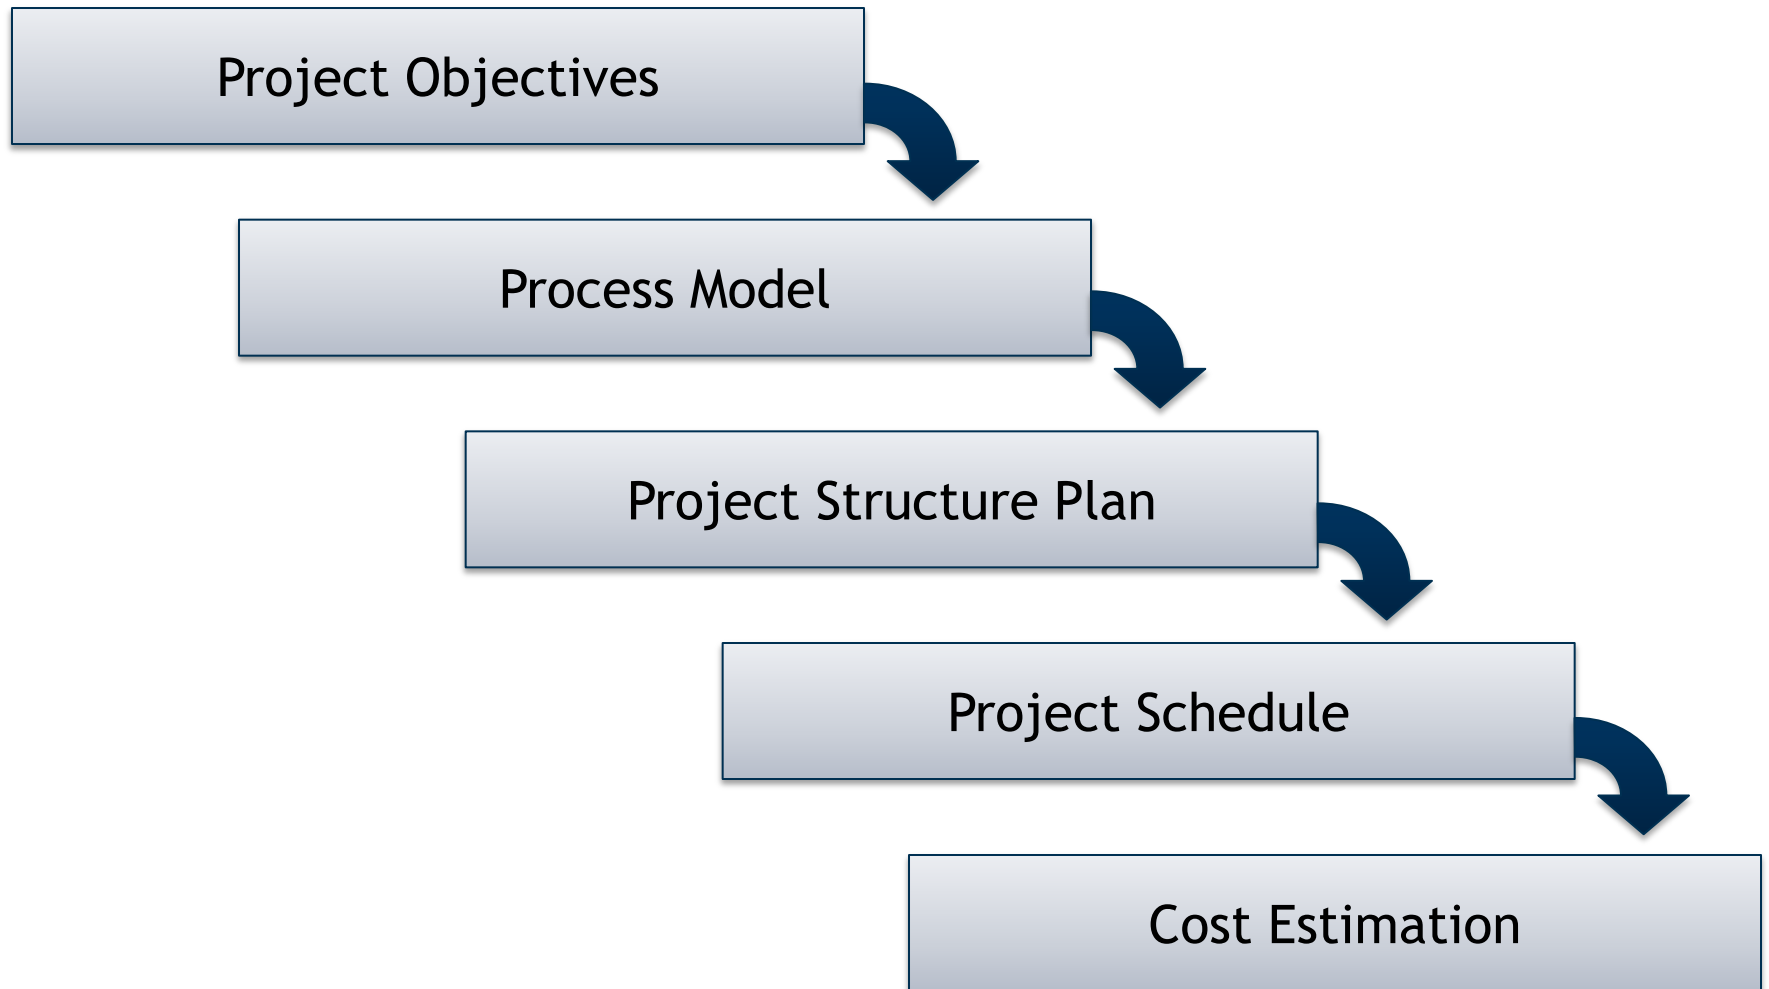 Project Objectives
Process Model
Project Structure Plan
Project Schedule
Cost Estimation